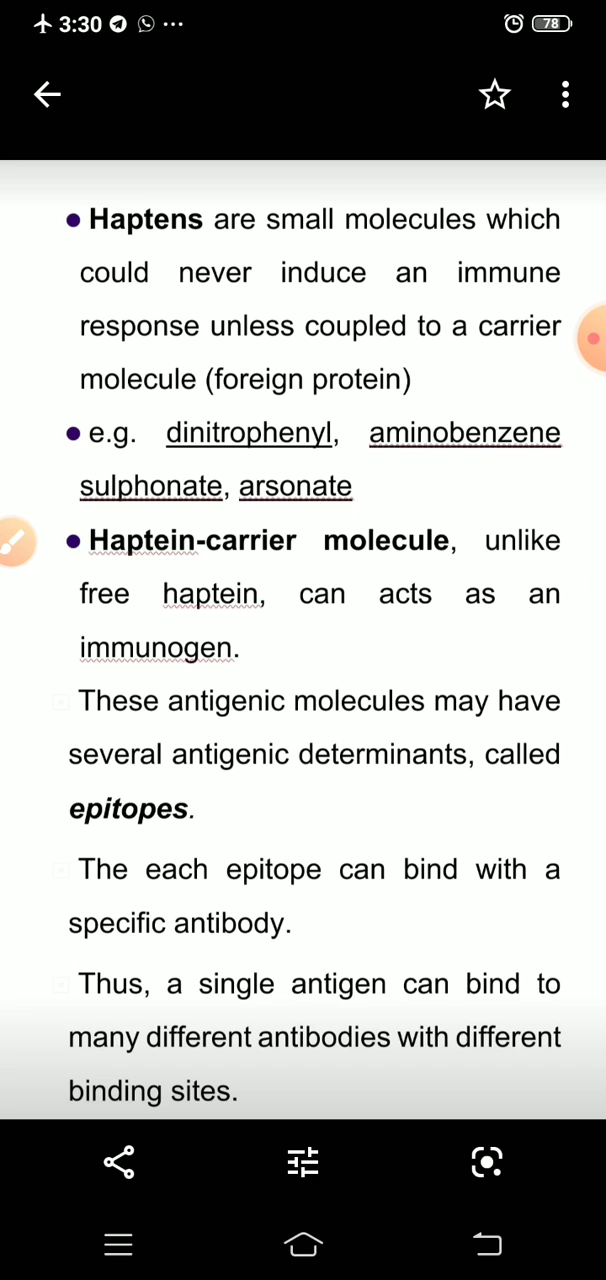 3:30
78
• Haptens are small molecules which
could never induce an immune
response unless coupled to a carrier
molecule (foreign protein)
• e.g. dinitrophenyl, aminobenzene
sulphonate, arsonate
• Haptein-carrier molecule, unlike
free haptein, can acts as an
immunogen.
These antigenic molecules may have
several antigenic determinants, called
epitopes.
The each epitope can bind with a
specific antibody.
Thus, a single antigen can bind to
many different antibodies with different
binding sites.